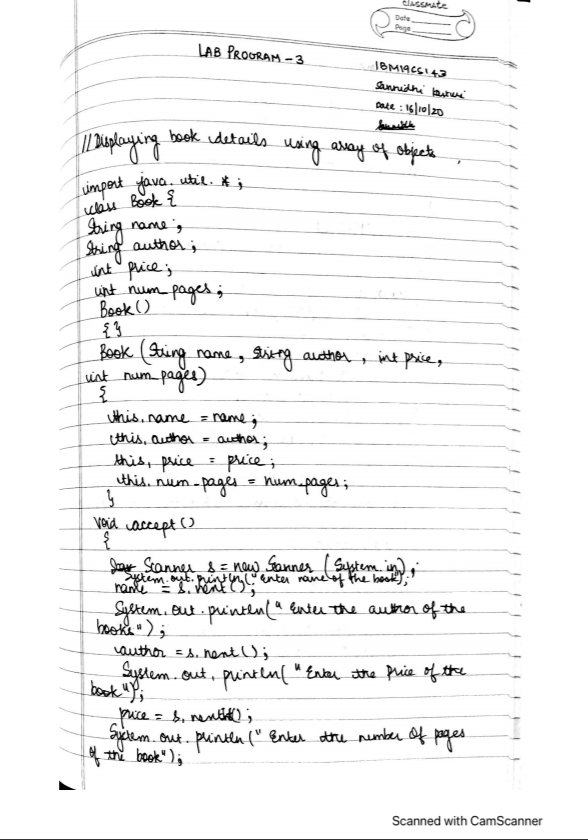 classmate
Date
Page
LAB PROGRAM - 3
1BM19CS143
Sannidhi
Date : 16/10/20
// Displaying book details using array of objects .
import java. util. * ;
class Book {
String name ;
String author ;
int price ;
int num_pages ;
Book ()
{ }
Book (String name , String author , int price ,
int num_pages)
{
this. name = name ;
this. author = author ;
this. price = price ;
this. num_pages = num_pages ;
}
void accept ()
{
Scanner s = new Scanner (System.in) ;
System.out.println("Enter name of the book);
name = s.next();
System. out . println(" Enter the author of the
books") ;
author = s. next () ;
System. out. println( " Enter the Price of the
book") ;
price = s. () ;
System. out . println (" Enter the number of pages
of the book") ;
Scanned with CamScanner